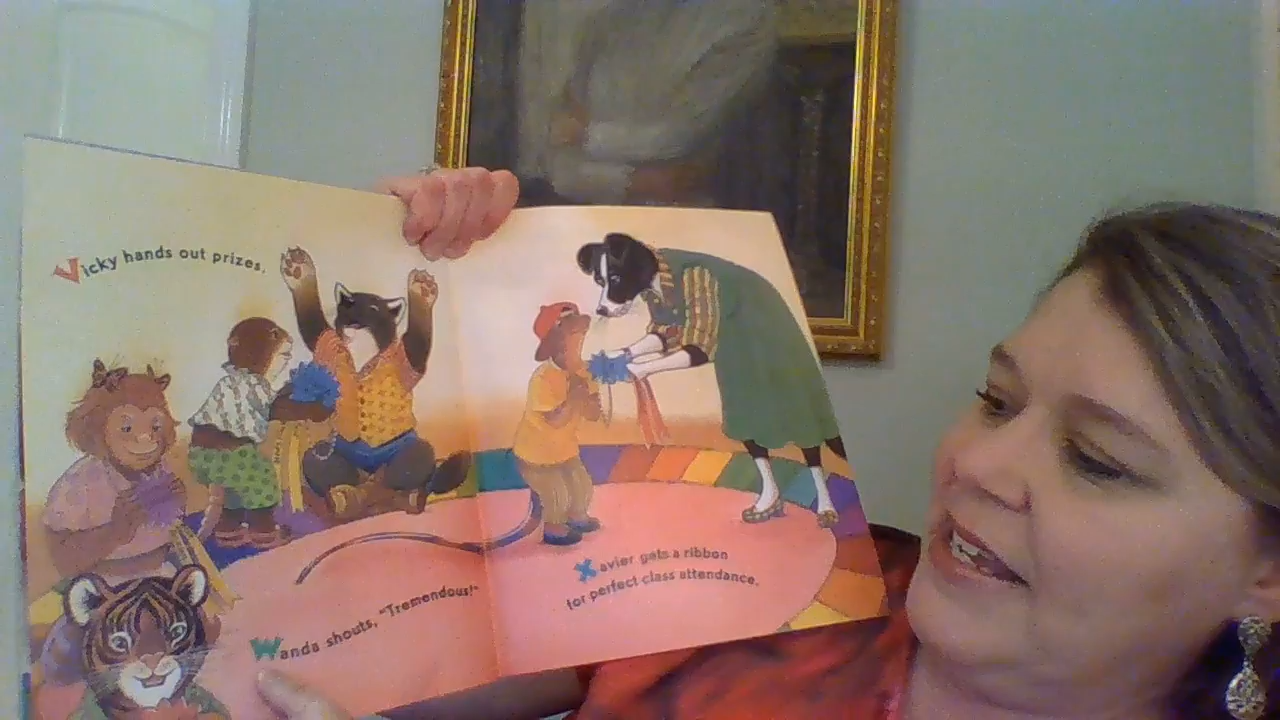 Vicky hands out prizes.
Wanda shouts, "Tremendous!"
Xavier gets a ribbon
for perfect class attendance.